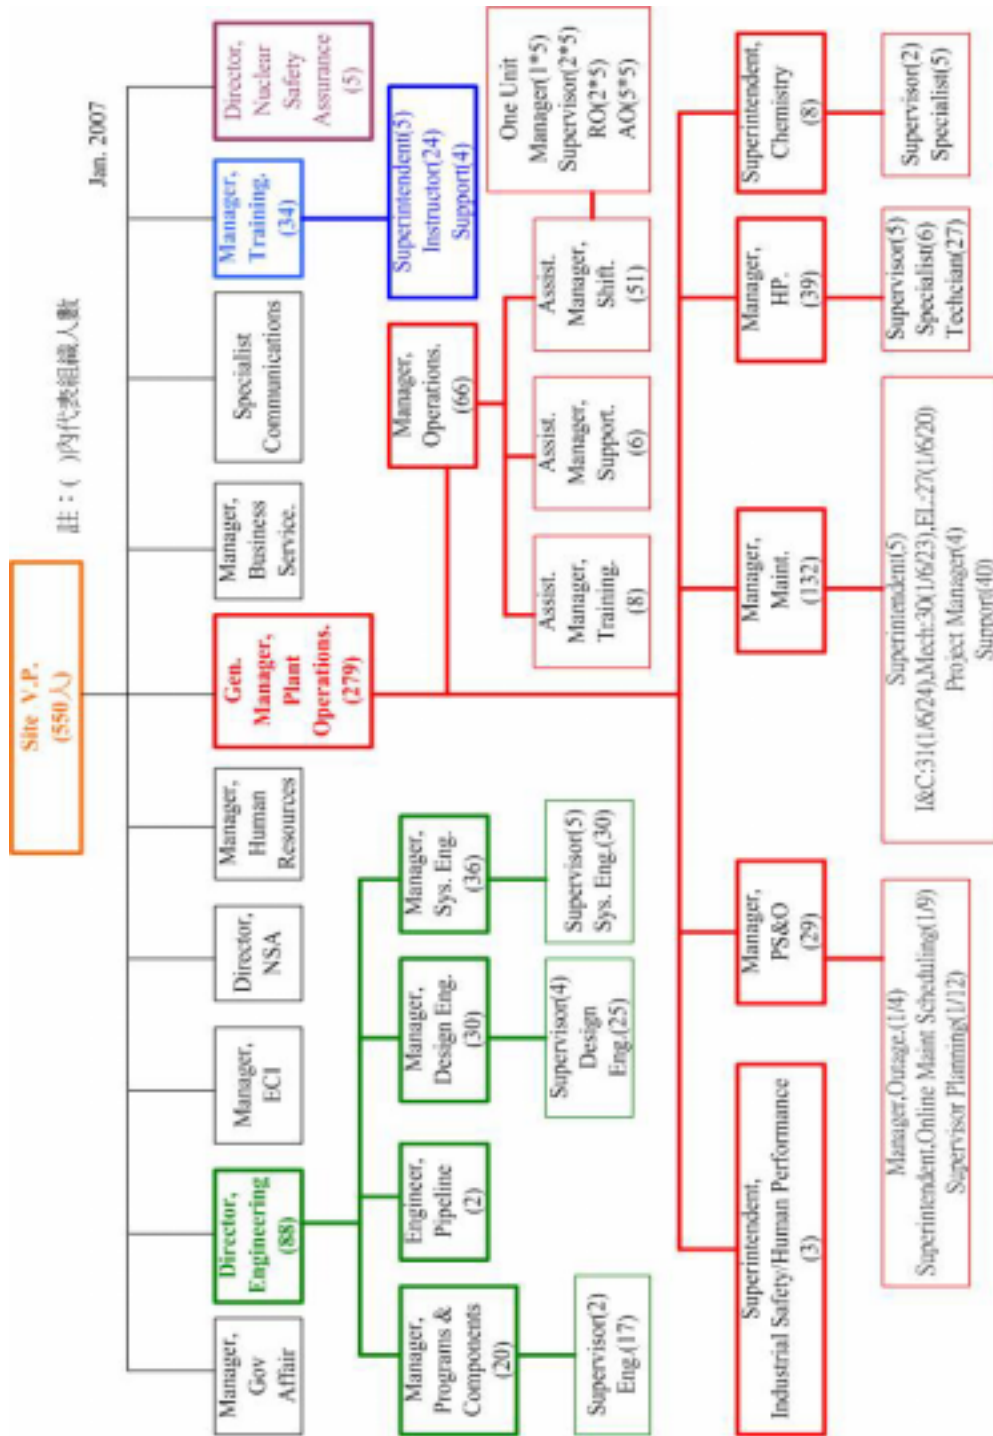 Site .V.P.
(550人)
註：( )內代表組織人數
Jan. 2007
Manager,
Gov
Affair
Director,
Engineering
(88)
Manager,
ECI
Director,
NSA
Manager,
Human
Resources
Gen.
Manager,
Plant
Operations.
(279)
Manager,
Business
Service.
Specialist
Communications
Manager,
Training.
(34)
Director,
Nuclear
Safety
Assurance
(5)
Manager,
Programs &
Components
(20)
Engineer,
Pipeline
(2)
Manager,
Design Eng.
(30)
Manager,
Sys. Eng.
(36)
Manager,
Operations.
(66)
Superintendent(5)
Instructor(24)
Support(4)
Supervisor(2)
Eng.(17)
Supervisor(4)
Design
Eng.(25)
Supervisor(5)
Sys. Eng.(30)
Assist.
Manager,
Training.
(8)
Assist.
Manager,
Support.
(6)
Assist.
Manager,
Shift.
(51)
One Unit
Manager(1*5)
Supervisor(2*5)
RO(2*5)
AO(5*5)
Superintendent,
Industrial Safety/Human Performance
(3)
Manager,
PS&O
(29)
Manager,
Maint.
(132)
Manager,
HP.
(39)
Superintendent,
Chemistry
(8)
Manager,Outage.(1/4)
Superintendent,Online Maint Scheduling(1/9)
Supervisor Planning(1/12)
Superintendent(5)
I&C:31(1/6/24),Mech:30(1/6/23),EL:27(1/6/20)
Project Manager(4)
Support(40)
Supervisor(5)
Specialist(6)
Techcian(27)
Supervisor(2)
Specialist(5)